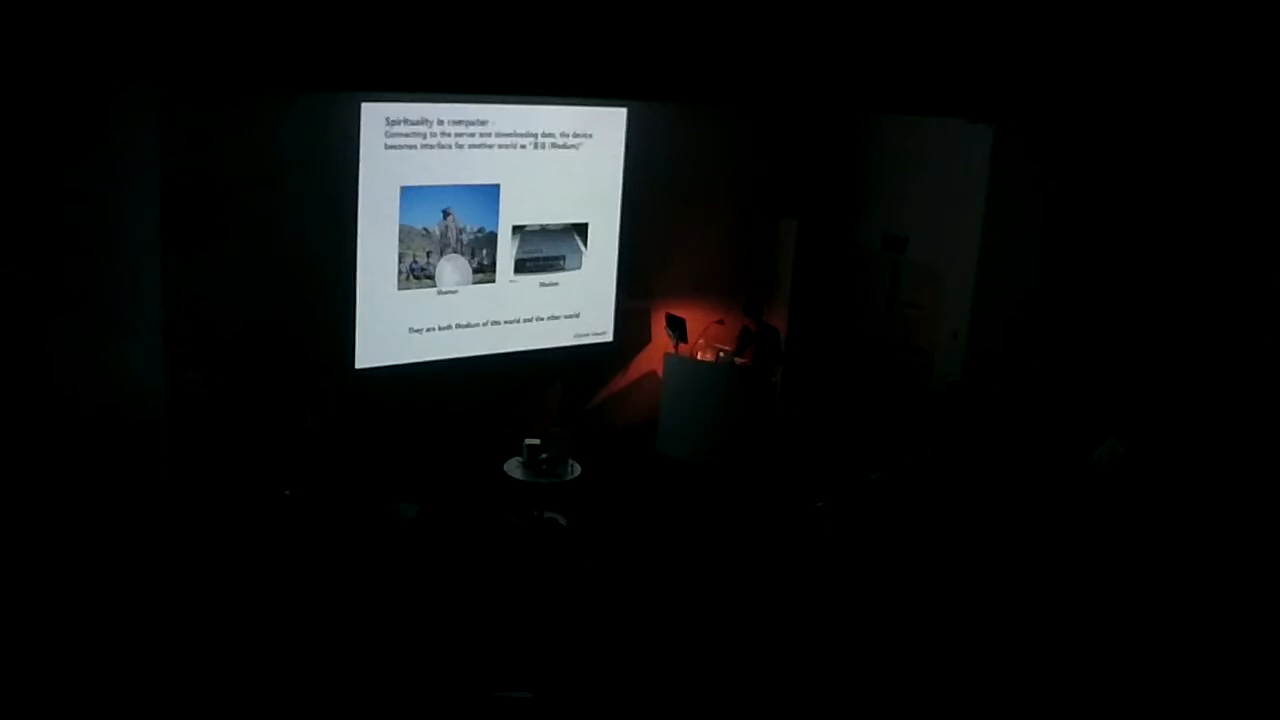 Spirituality in computer -
Connecting to the server and downloading data, the device
becomes interface for another world as " (Medium)"
Shaman
Medium
They are both Medium of this world and the other world